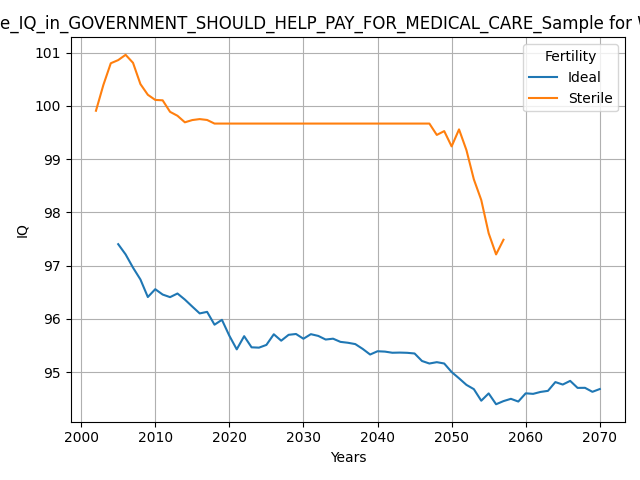 e_IQ_in_GOVERNMENT_SHOULD_HELP_PAY_FOR_MEDICAL_CARE_Sample for
Fertility
Ideal
Sterile
101
100
99
98
97
96
95
IQ
2000 2010 2020 2030 2040 2050 2060 2070
Years